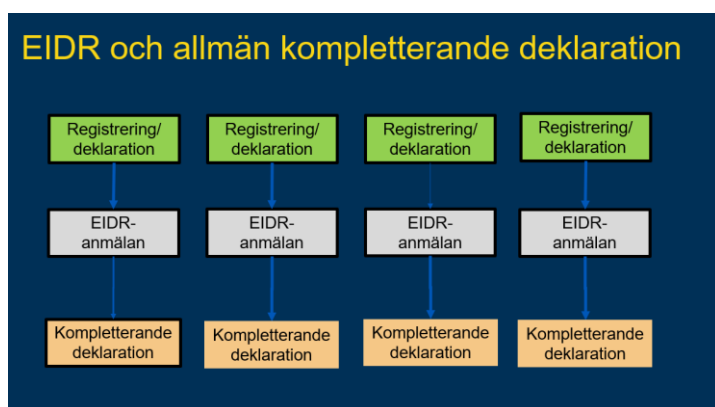 EIDR och allmän kompletterande deklaration
Registrering/
deklaration
Registrering/
deklaration
Registrering/
deklaration
Registrering/
deklaration
EIDR-
anmälan
EIDR-
anmälan
EIDR-
anmälan
EIDR-
anmälan
Kompletterande
deklaration
Kompletterande
deklaration
Kompletterande
deklaration
Kompletterande
deklaration